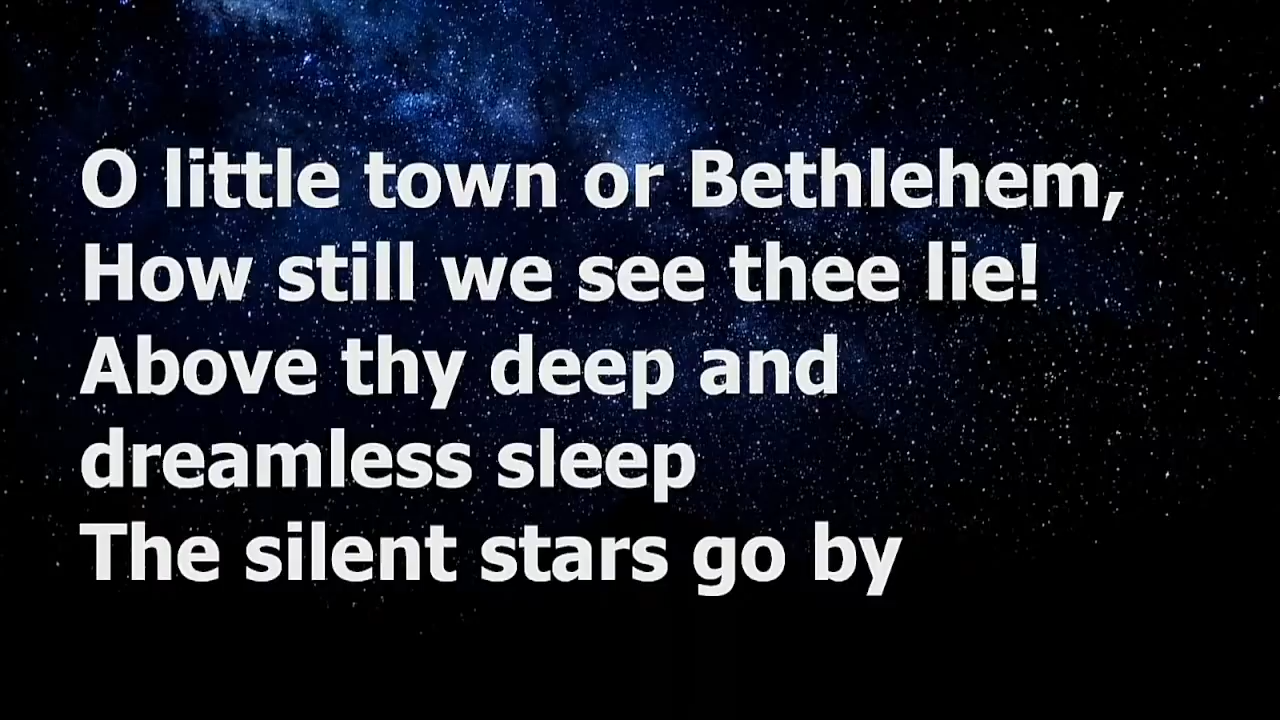 O little town or Bethlehem,
How still we see thee lie!
Above thy deep and
dreamless sleep
The silent stars go by